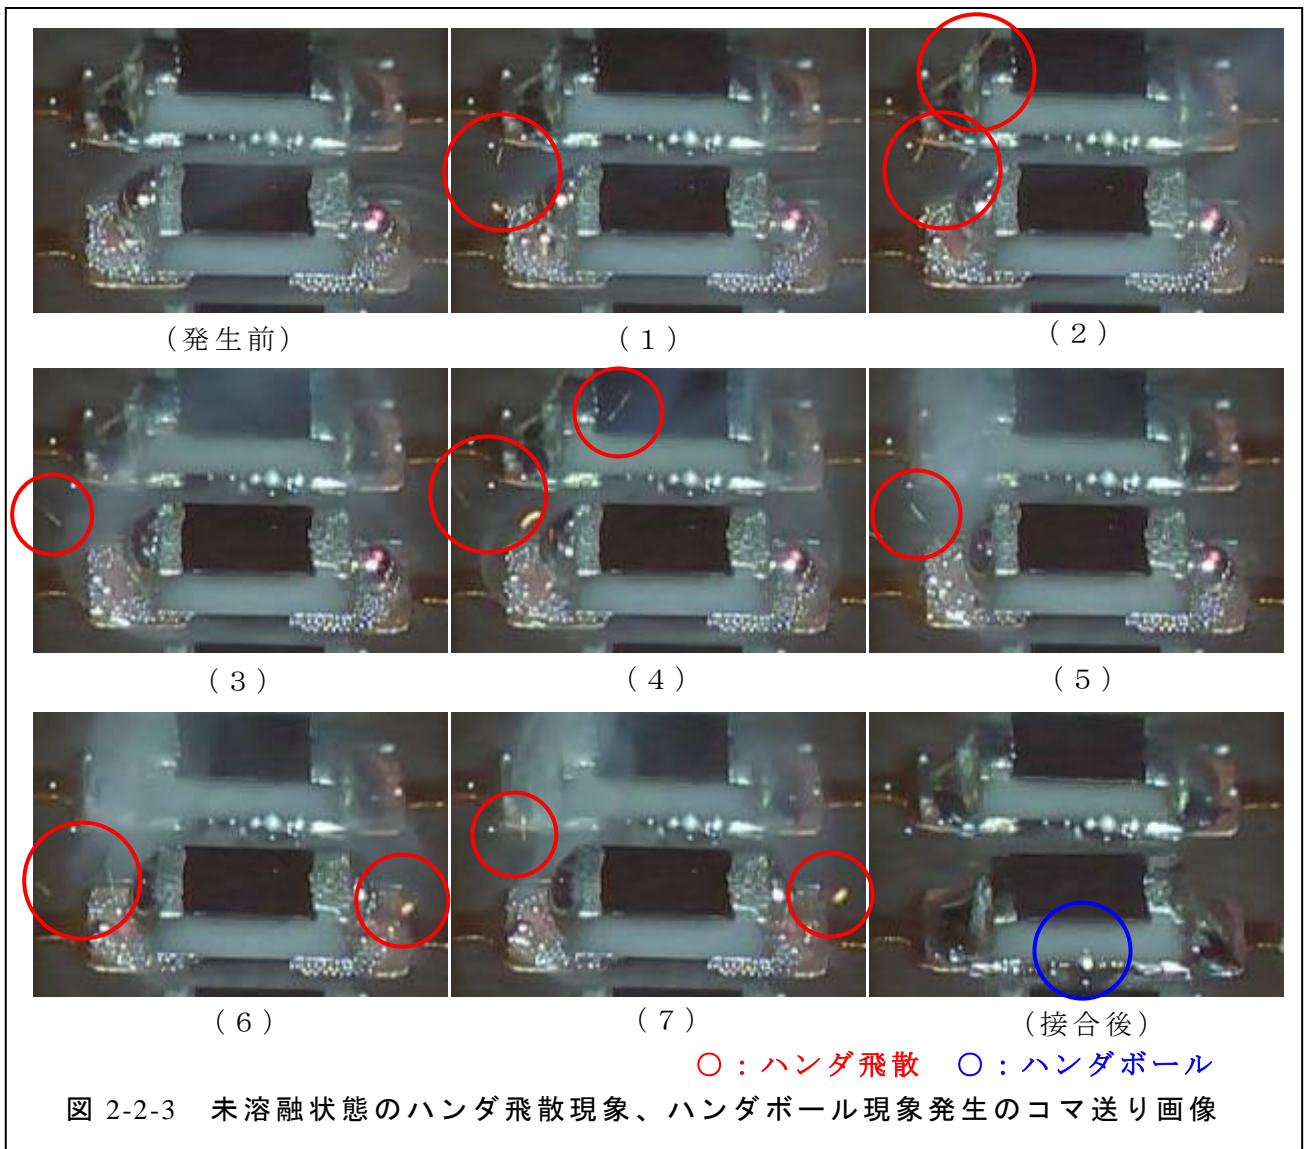 （発生前）
（１）
（２）
（３）
（４）
（５）
（６）
（７）
（接合後）
○：ハンダ飛散　○：ハンダボール
図 2-2-3　未溶融状態のハンダ飛散現象、ハンダボール現象発生のコマ送り画像